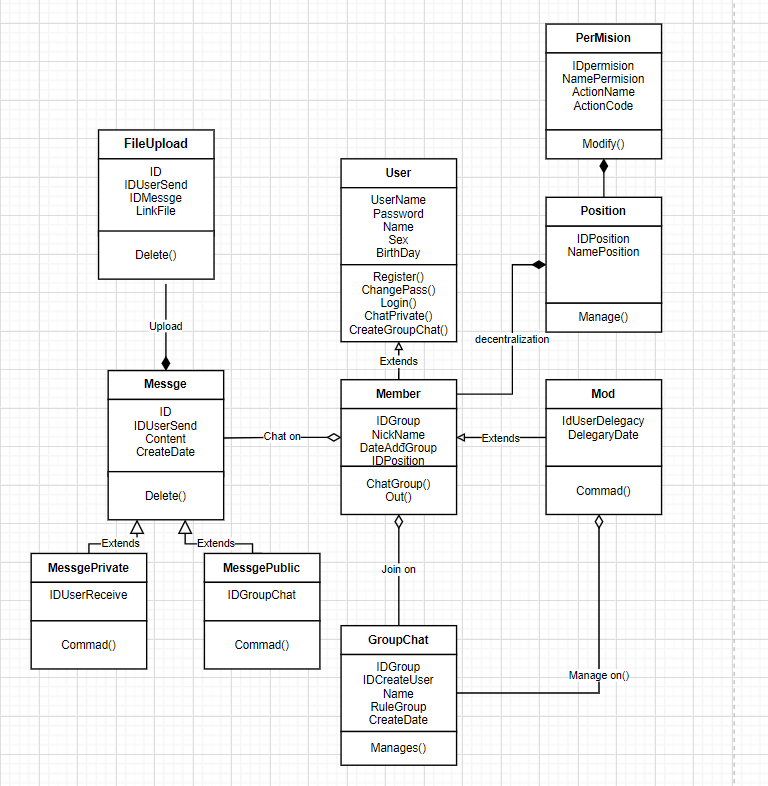 PerMision
IDpermision
NamePermision
ActionName
ActionCode
Modify()
FileUpload
ID
IDUserSend
IDMessge
LinkFile
Delete()
User
UserName
Password
Name
Sex
BirthDay
Register()
ChangePass()
Login()
ChatPrivate()
CreateGroupChat()
Position
IDPosition
NamePosition
Manage()
Upload
decentralization
Extends
Messge
ID
IDUserSend
Content
CreateDate
Delete()
Chat on
Member
IDGroup
NickName
DateAddGroup
IDPosition
ChatGroup()
Out()
Extends
Mod
IdUserDelegacy
DelegaryDate
Commad()
Extends
Extends
MessgePrivate
IDUserReceive
Commad()
MessgePublic
IDGroupChat
Commad()
Join on
GroupChat
IDGroup
IDCreateUser
Name
RuleGroup
CreateDate
Manages()
Manage on()